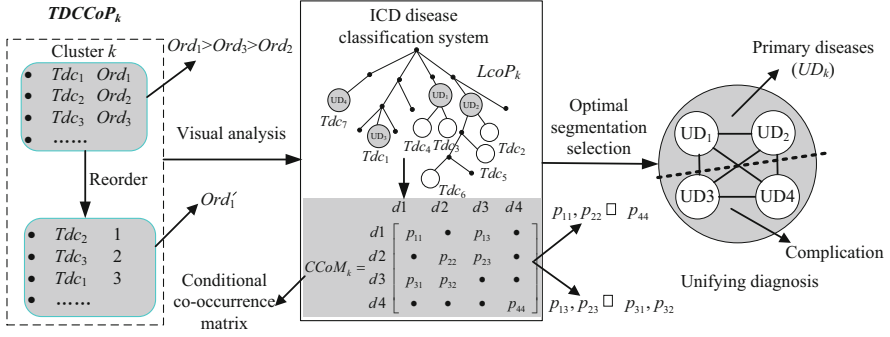 TDCCoPₖ
Cluster k
• Tdc₁ Ord₁
• Tdc₂ Ord₂
• Tdc₃ Ord₃
• ......
Ord₁>Ord₃>Ord₂
Reorder
Ord₁′
• Tdc₂ 1
• Tdc₃ 2
• Tdc₁ 3
• ......
Visual analysis
Conditional
co-occurrence
matrix
ICD disease
classification system
LcoPₖ
UD₄
UD₁
UD₂
UD₃
Tdc₇
Tdc₁
Tdc₄
Tdc₃
Tdc₂
Tdc₅
Tdc₆
d1 d2 d3 d4
d1 p₁₁ • p₁₃ •
CCoMₖ = d2 • p₂₂ p₂₃ •
d3 p₃₁ p₃₂ • •
d4 • • • p₄₄
Optimal
segmentation
selection
p₁₁, p₂₂ □ p₄₄
p₁₃, p₂₃ □ p₃₁, p₃₂
Primary diseases
(UDₖ)
UD₁ UD₂
UD3 UD4
Complication
Unifying diagnosis